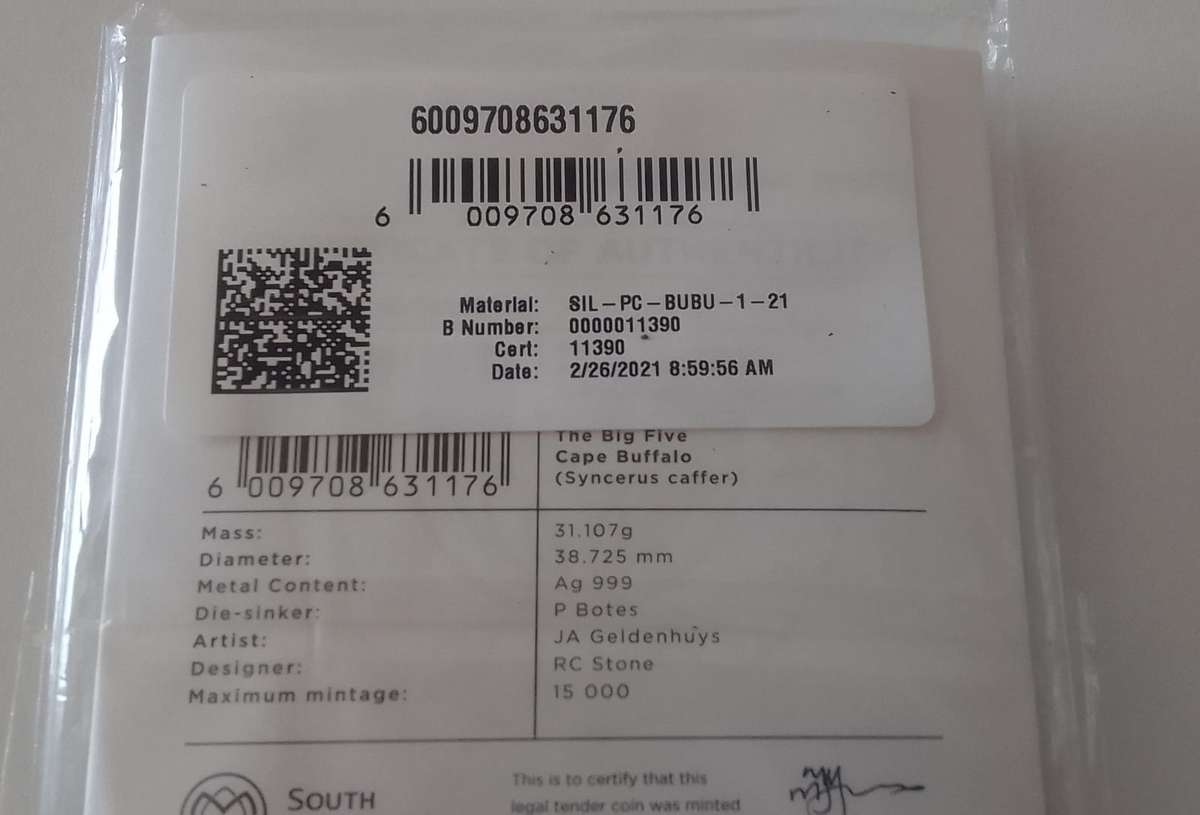 6009708631176
6 009708 631176
Material: SIL-PC-BUBU-1-21
B Number: 0000011390
Cert: 11390
Date: 2/26/2021 8:59:56 AM
6 009708 631176
The Big Five
Cape Buffalo
(Syncerus caffer)
Mass: 31.107g
Diameter: 38.725 mm
Metal Content: Ag 999
Die-sinker: P Botes
Artist: JA Geldenhuys
Designer: RC Stone
Maximum mintage: 15 000
SOUTH
This is to certify that this
legal tender coin was minted